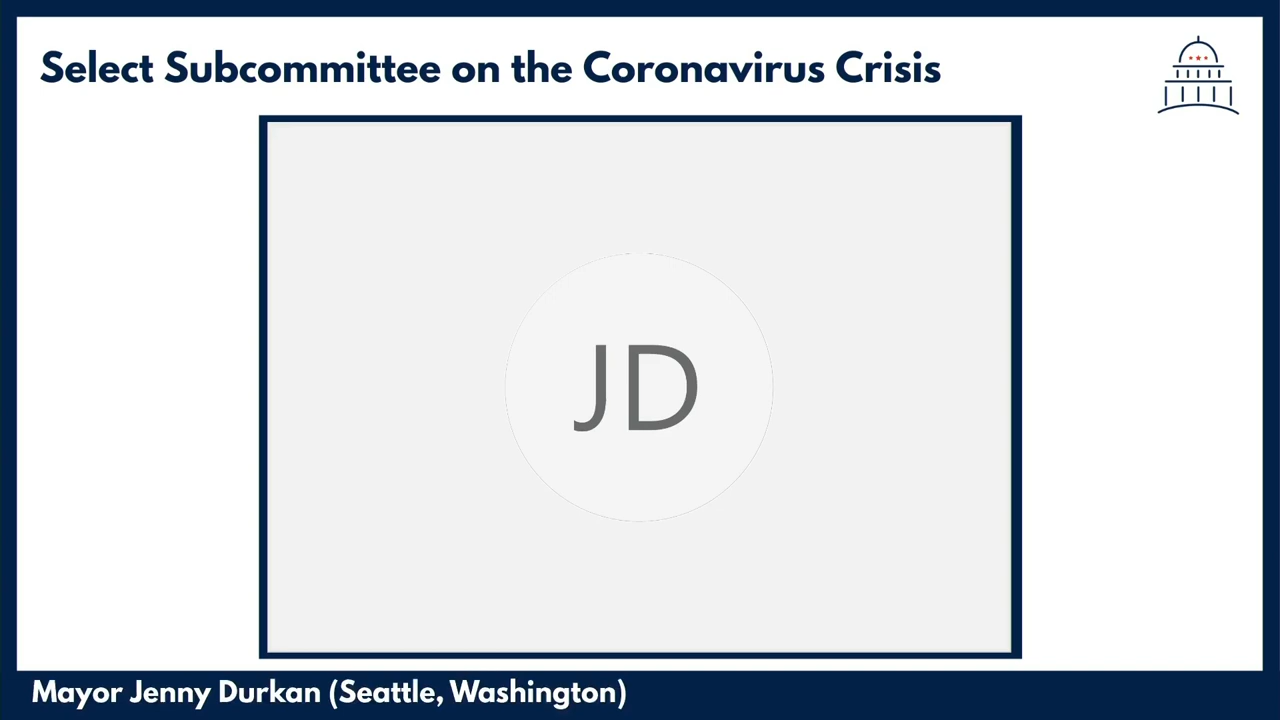 Select Subcommittee on the Coronavirus Crisis
JD
Mayor Jenny Durkan (Seattle, Washington)